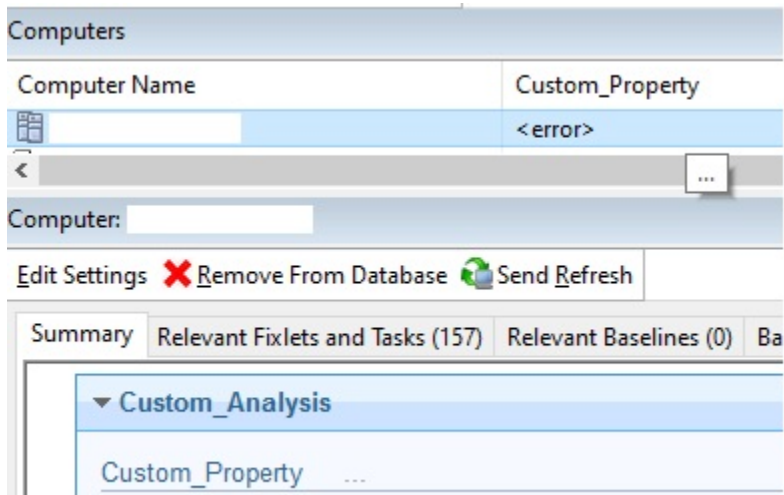 Computers
Computer Name Custom_Property
<error>
...
Computer:
Edit Settings Remove From Database Send Refresh
Summary Relevant Fixlets and Tasks (157) Relevant Baselines (0) Ba
Custom_Analysis
Custom_Property ...